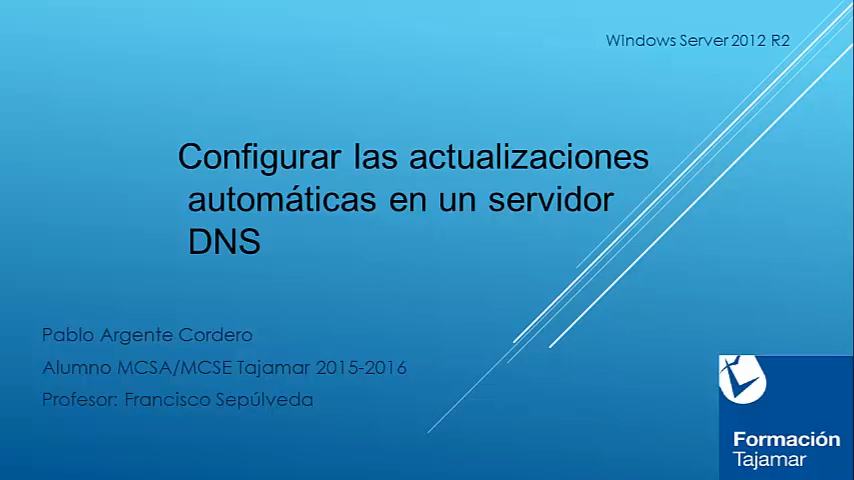 Windows Server 2012 R2
Configurar las actualizaciones
automáticas en un servidor
DNS
Pablo Argente Cordero
Alumno MCSA/MCSE Tajamar 2015-2016
Profesor: Francisco Sepúlveda
Formación
Tajamar